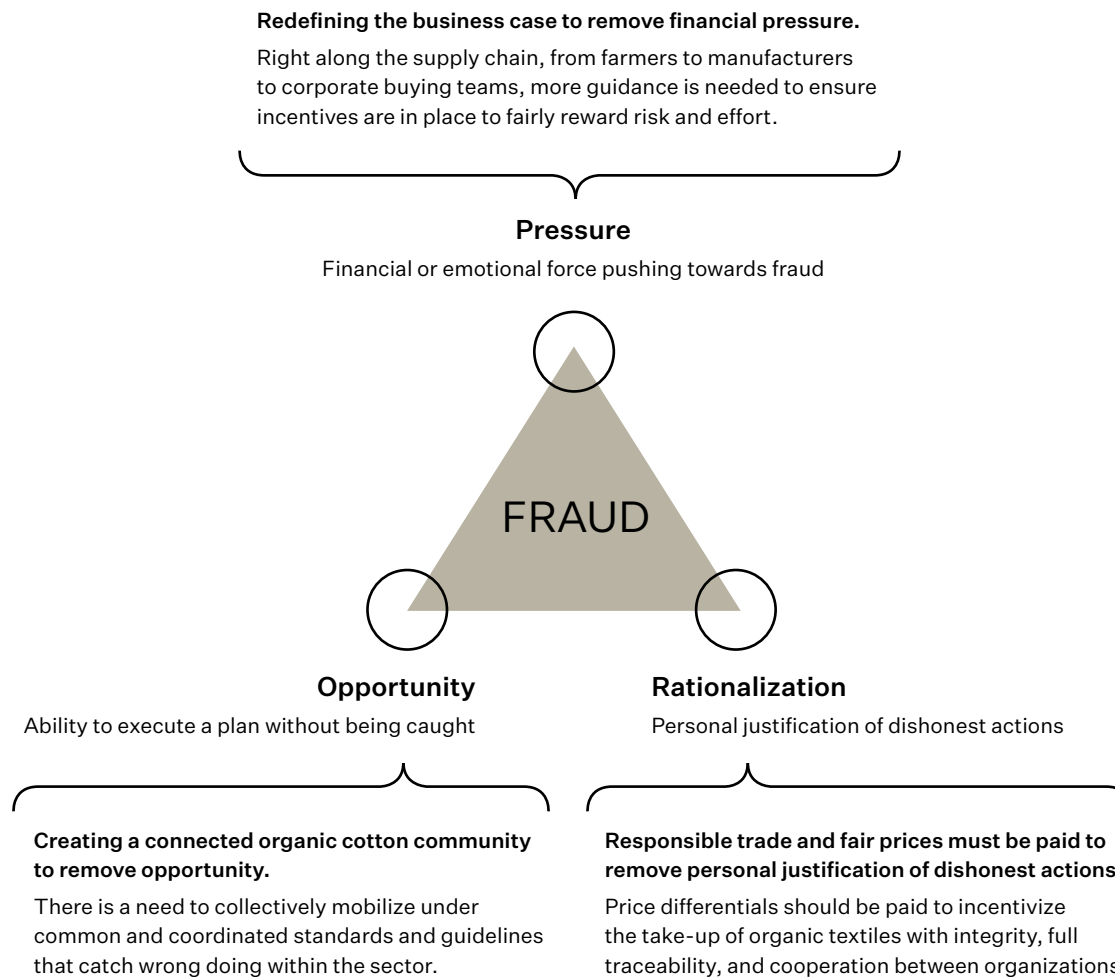 Redefining the business case to remove financial pressure.
Right along the supply chain, from farmers to manufacturers
to corporate buying teams, more guidance is needed to ensure
incentives are in place to fairly reward risk and effort.
Pressure
Financial or emotional force pushing towards fraud
FRAUD
Opportunity
Ability to execute a plan without being caught
Rationalization
Personal justification of dishonest actions
Creating a connected organic cotton community
to remove opportunity.
There is a need to collectively mobilize under
common and coordinated standards and guidelines
that catch wrong doing within the sector.
Responsible trade and fair prices must be paid to
remove personal justification of dishonest actions
Price differentials should be paid to incentivize
the take-up of organic textiles with integrity, full
traceability, and cooperation between organizations